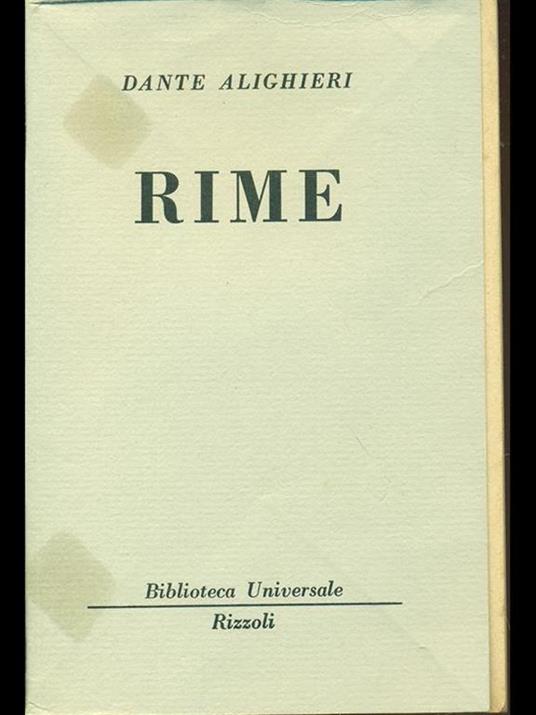 DANTE ALIGHIERI
RIME
Biblioteca Universale
Rizzoli